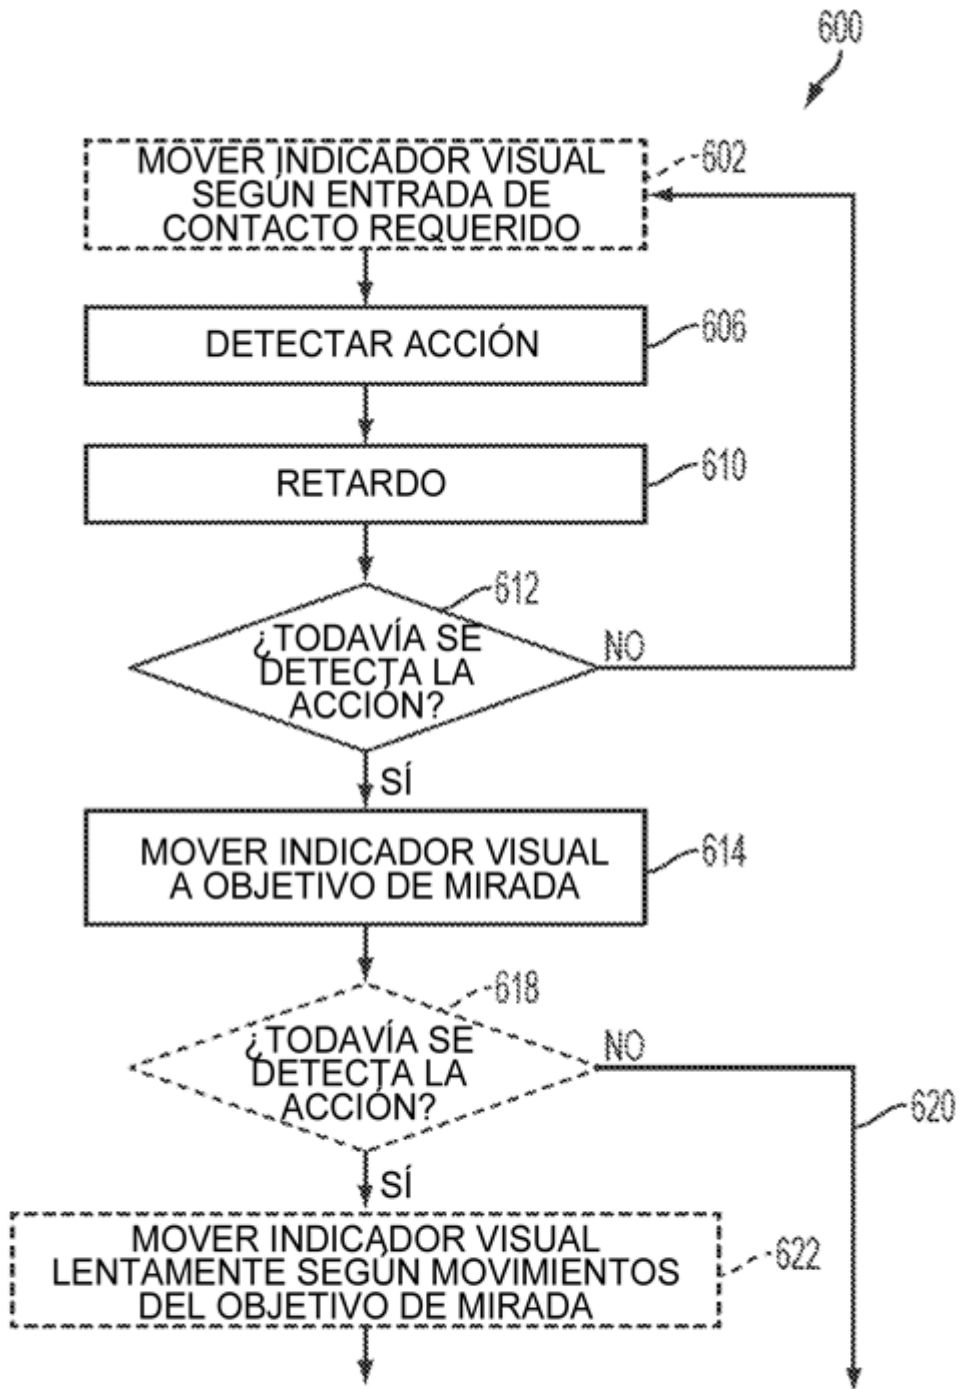 600
MOVER INDICADOR VISUAL
SEGÚN ENTRADA DE
CONTACTO REQUERIDO
602
DETECTAR ACCIÓN
606
RETARDO
610
612
¿TODAVÍA SE
DETECTA LA
ACCIÓN?
NO
SÍ
MOVER INDICADOR VISUAL
A OBJETIVO DE MIRADA
614
618
¿TODAVÍA SE
DETECTA LA
ACCIÓN?
NO
620
SÍ
MOVER INDICADOR VISUAL
LENTAMENTE SEGÚN MOVIMIENTOS
DEL OBJETIVO DE MIRADA
622